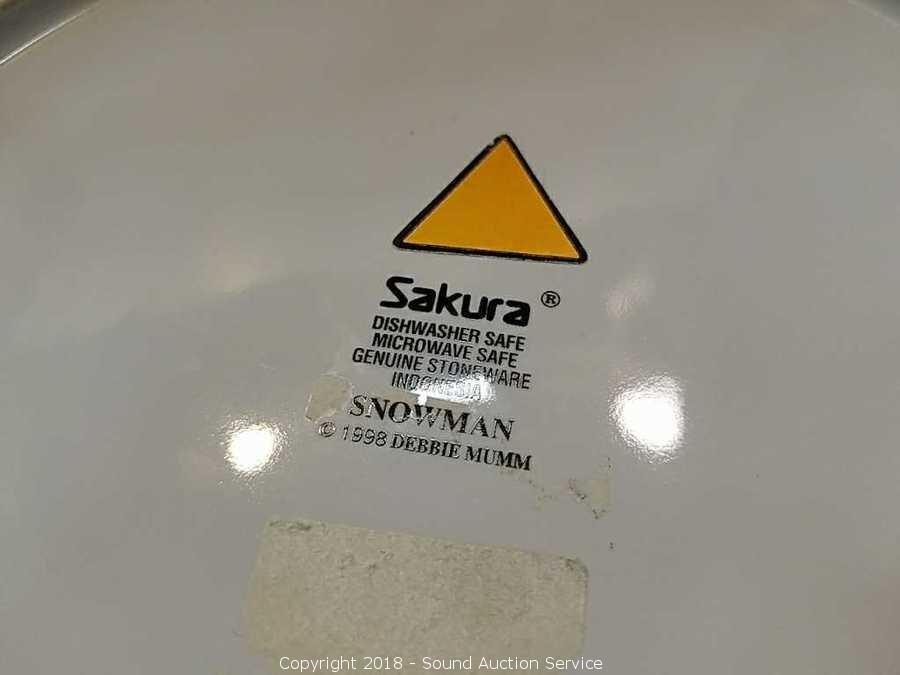 Sakura ®
DISHWASHER SAFE
MICROWAVE SAFE
GENUINE STONEWARE
INDONESIA
SNOWMAN
© 1998 DEBBIE MUMM
Copyright 2018 - Sound Auction Service